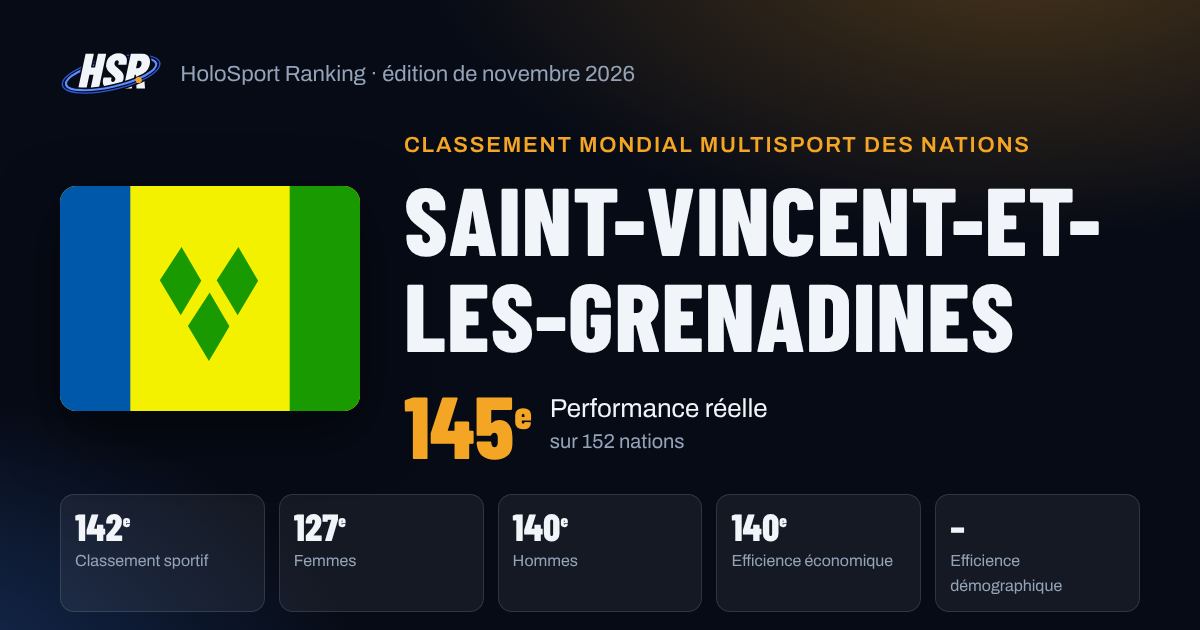 HSR
HoloSport Ranking · édition de novembre 2026
CLASSEMENT MONDIAL MULTISPORT DES NATIONS
SAINT-VINCENT-ET-
LES-GRENADINES
145e
Performance réelle
sur 152 nations
142e
Classement sportif
127e
Femmes
140e
Hommes
140e
Efficience économique
–
Efficience
démographique